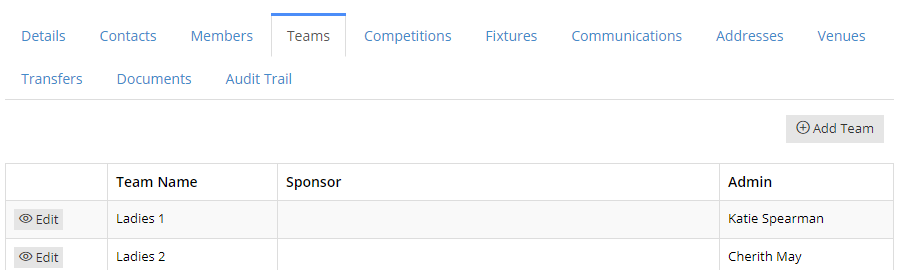 Details Contacts Members Teams Competitions Fixtures Communications Addresses Venues
Transfers Documents Audit Trail
Add Team
Team Name Sponsor Admin
Edit Ladies 1 Katie Spearman
Edit Ladies 2 Cherith May